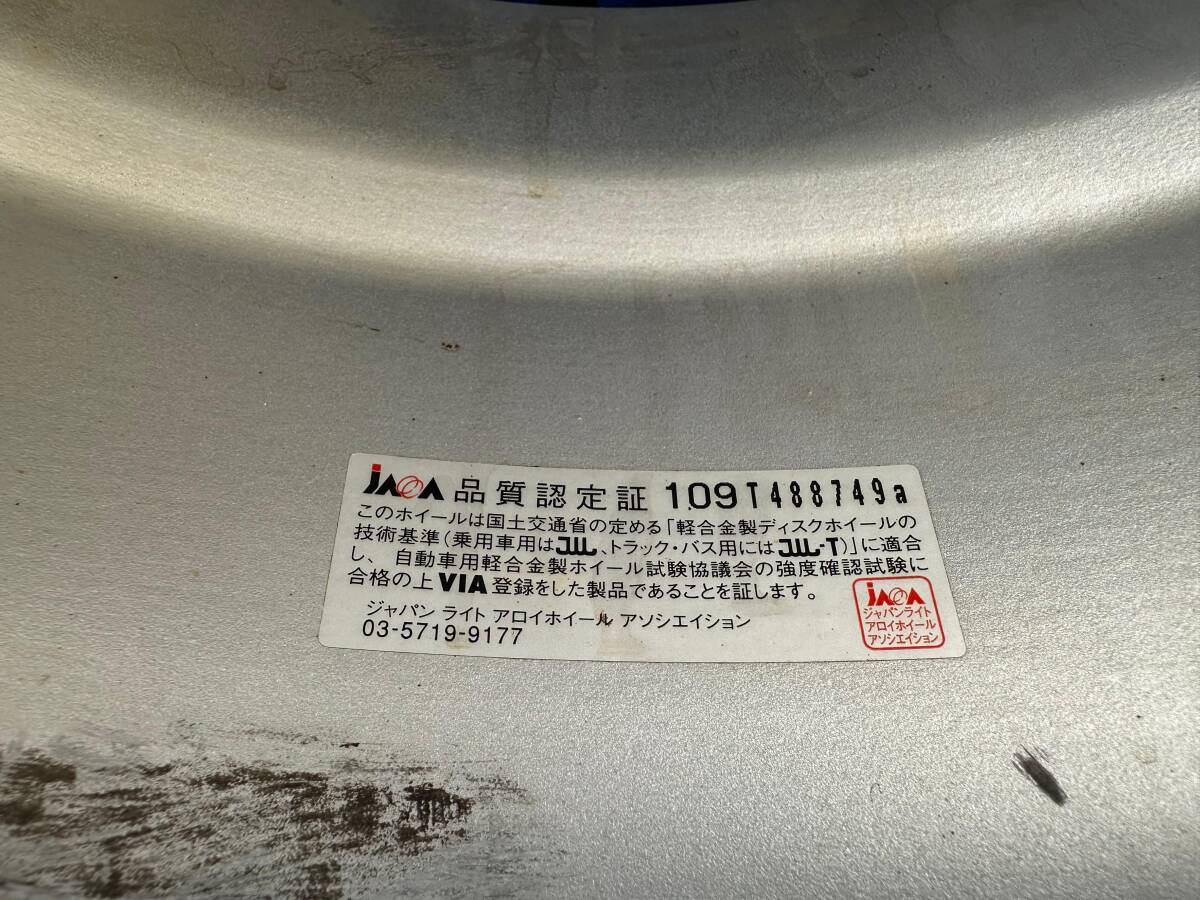 JAWA 品質認定証 109T488749a
このホイールは国土交通省の定める「軽合金製ディスクホイールの
技術基準(乗用車用はJWL、トラック・バス用にはJWL-T)」に適合
し、自動車用軽合金製ホイール試験協議会の強度確認試験に
合格の上VIA登録をした製品であることを証します。
ジャパン ライト アロイホイール アソシエイション
03-5719-9177
JAWA
ジャパンライト
アロイホイール
アソシエイション